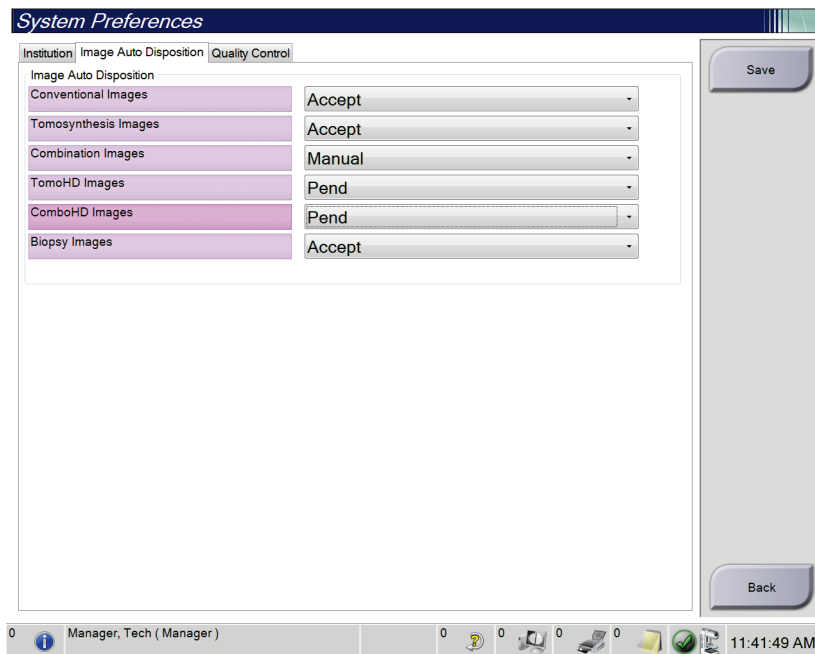 System Preferences
Institution Image Auto Disposition Quality Control
Save
Image Auto Disposition
Conventional Images Accept
Tomosynthesis Images Accept
Combination Images Manual
TomoHD Images Pend
ComboHD Images Pend
Biopsy Images Accept
Back
0 Manager, Tech ( Manager ) 0 0 0 0 11:41:49 AM